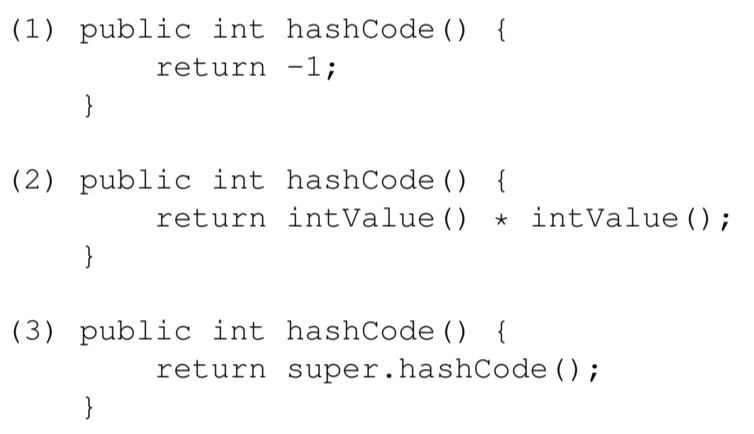 (1) public int hashCode() {
return -1;
}
(2) public int hashCode() {
return intValue() * intValue();
}
(3) public int hashCode() {
return super.hashCode();
}